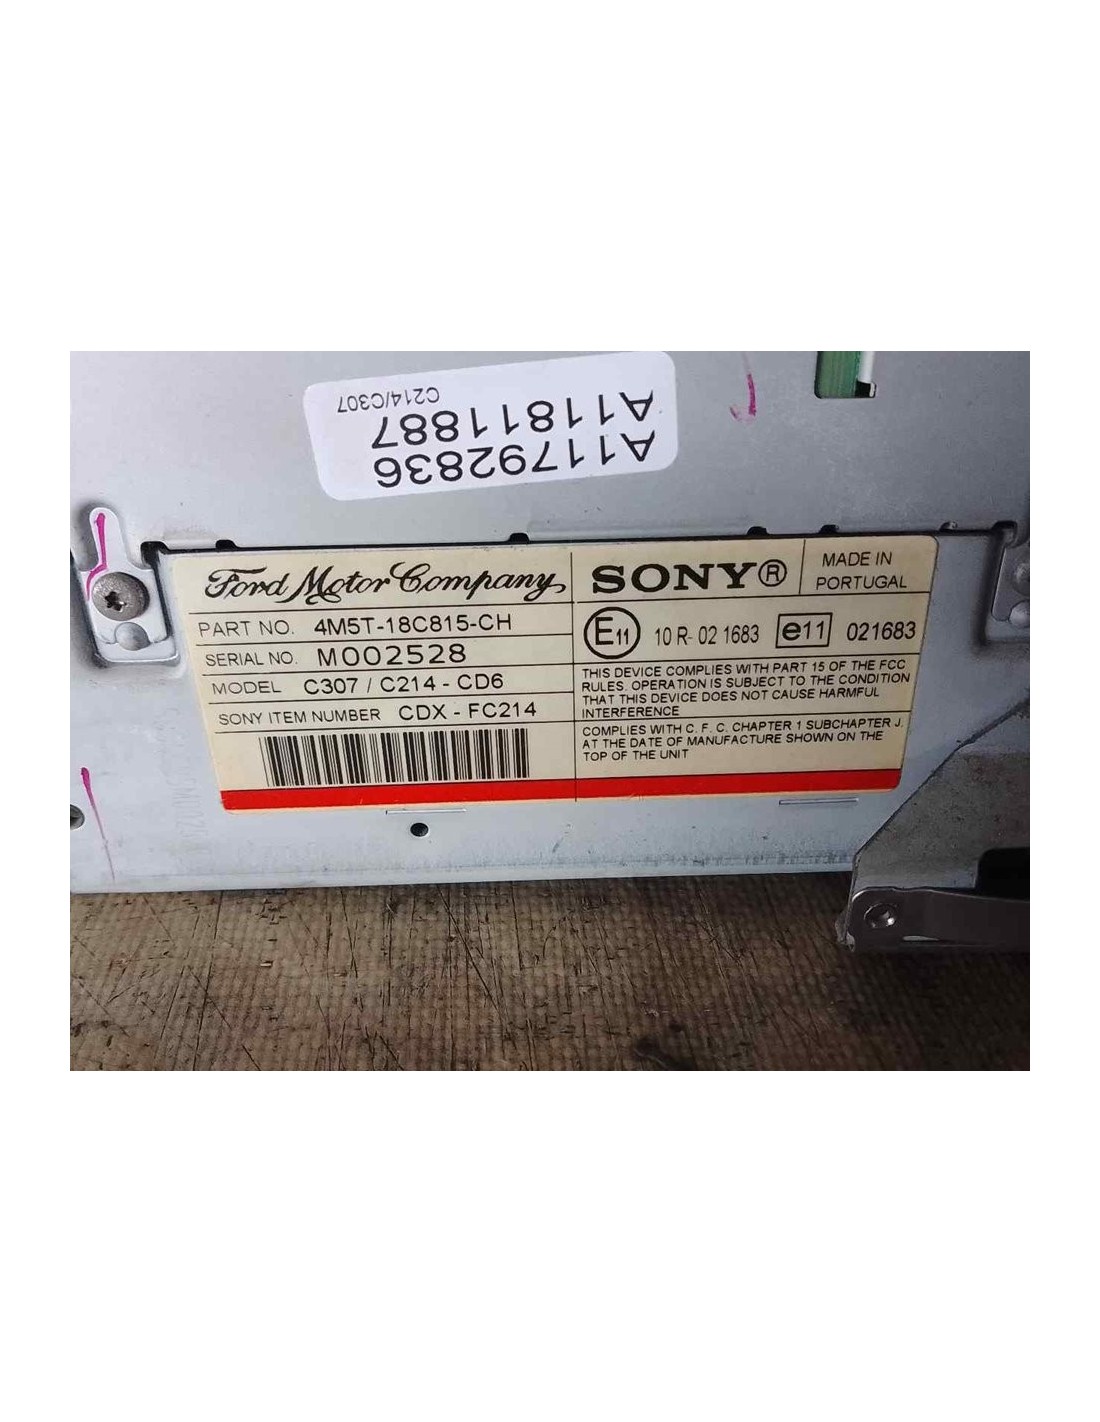 A11792836
A11811887
C214/C307
Ford Motor Company
PART NO. 4M5T-18C815-CH
SERIAL NO. M002528
MODEL C307 / C214 - CD6
SONY ITEM NUMBER CDX - FC214
SONY®
MADE IN
PORTUGAL
E11 10 R- 02 1683 e11 021683
THIS DEVICE COMPLIES WITH PART 15 OF THE FCC
RULES. OPERATION IS SUBJECT TO THE CONDITION
THAT THIS DEVICE DOES NOT CAUSE HARMFUL
INTERFERENCE
COMPLIES WITH C. F. C. CHAPTER 1 SUBCHAPTER J.
AT THE DATE OF MANUFACTURE SHOWN ON THE
TOP OF THE UNIT